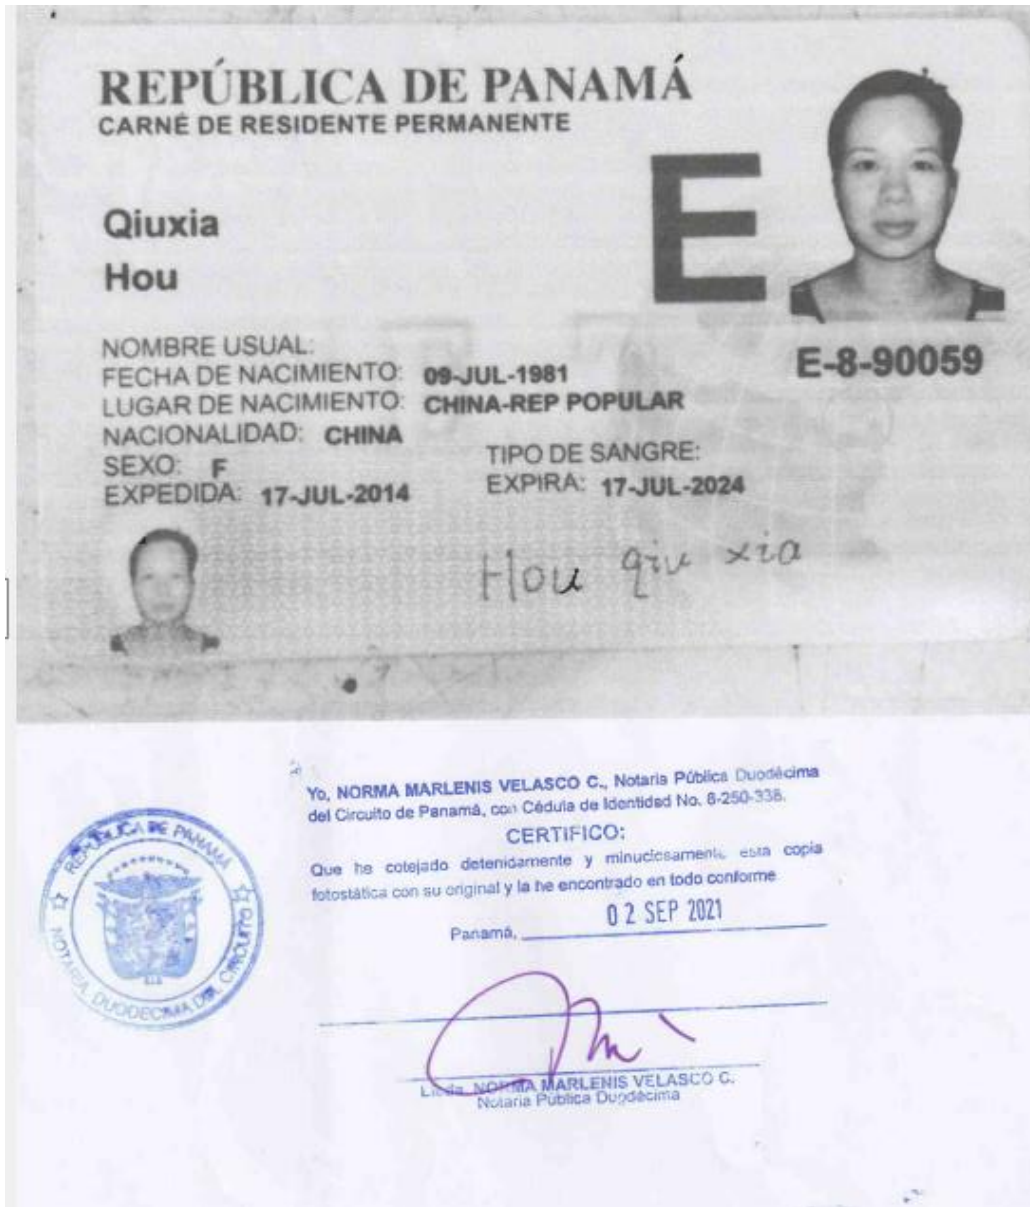 REPÚBLICA DE PANAMÁ
CARNÉ DE RESIDENTE PERMANENTE
E
Qiuxia
Hou
NOMBRE USUAL:
FECHA DE NACIMIENTO: 09-JUL-1981
E-8-90059
LUGAR DE NACIMIENTO: CHINA-REP POPULAR
NACIONALIDAD: CHINA
SEXO: F
TIPO DE SANGRE:
EXPEDIDA: 17-JUL-2014
EXPIRA: 17-JUL-2024
Hou qiu xia
Yo, NORMA MARLENIS VELASCO C., Notaria Pública Duodécima
del Circuito de Panamá, con Cédula de Identidad No. 8-250-338.
CERTIFICO:
Que he cotejado detenidamente y minuciosamente esta copia
fotostática con su original y la he encontrado en todo conforme
02 SEP 2021
Panamá,
REPUBLICA DE PANAMA
NOTARIA DUODECIMA DEL CIRCUITO
Licda. NORMA MARLENIS VELASCO C.
Notaria Pública Duodécima